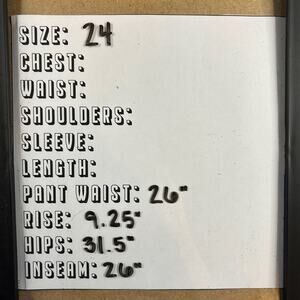 SIZE: 24
CHEST:
WAIST:
SHOULDERS:
SLEEVE:
LENGTH:
PANT WAIST: 26"
RISE: 9.25"
HIPS: 31.5"
INSEAM: 26"